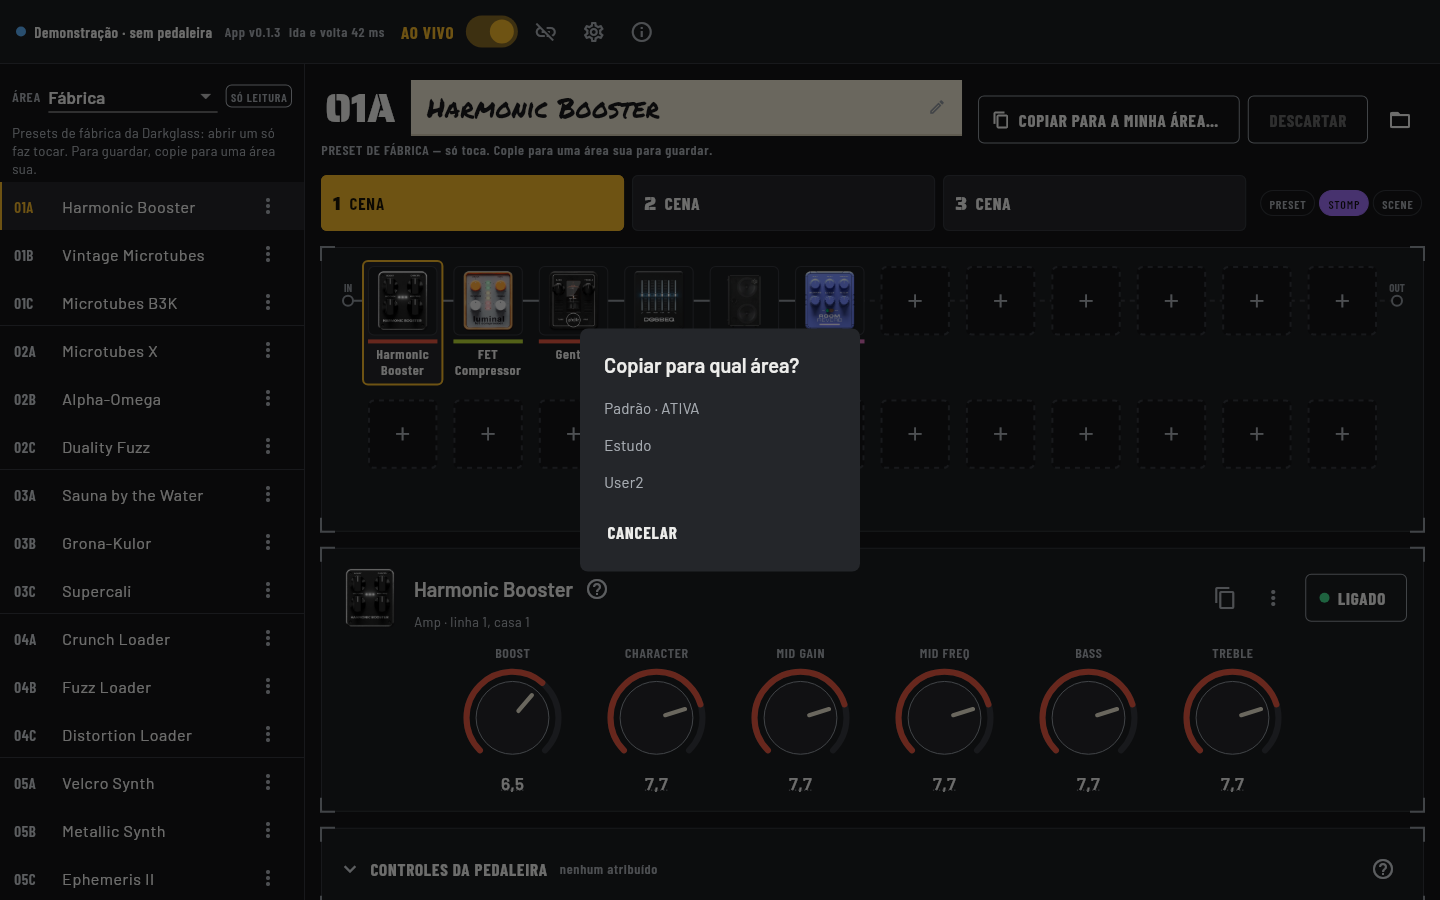 Demonstração · sem pedaleira App v0.1.3 Ida e volta 42 ms AO VIVO
ÁREA Fábrica SÓ LEITURA
Presets de fábrica da Darkglass: abrir um só
faz tocar. Para guardar, copie para uma área
sua.
01A Harmonic Booster
01B Vintage Microtubes
01C Microtubes B3K
02A Microtubes X
02B Alpha-Omega
02C Duality Fuzz
03A Sauna by the Water
03B Grona-Kulor
03C Supercali
04A Crunch Loader
04B Fuzz Loader
04C Distortion Loader
05A Velcro Synth
05B Metallic Synth
05C Ephemeris II
01A Harmonic Booster
COPIAR PARA A MINHA ÁREA... DESCARTAR
PRESET DE FÁBRICA — só toca. Copie para uma área sua para guardar.
1 CENA 2 CENA 3 CENA PRESET STOMP SCENE
IN OUT
Harmonic
Booster
FET
Compressor
Gent
Copiar para qual área?
Padrão · ATIVA
Estudo
User2
CANCELAR
Harmonic Booster
Amp · linha 1, casa 1
LIGADO
BOOST CHARACTER MID GAIN MID FREQ BASS TREBLE
6,5 7,7 7,7 7,7 7,7 7,7
CONTROLES DA PEDALEIRA nenhum atribuído